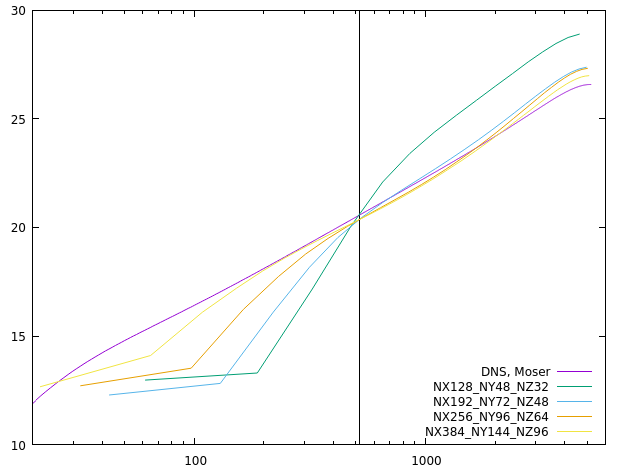 30
25
20
15
10
100
1000
DNS, Moser
NX128_NY48_NZ32
NX192_NY72_NZ48
NX256_NY96_NZ64
NX384_NY144_NZ96